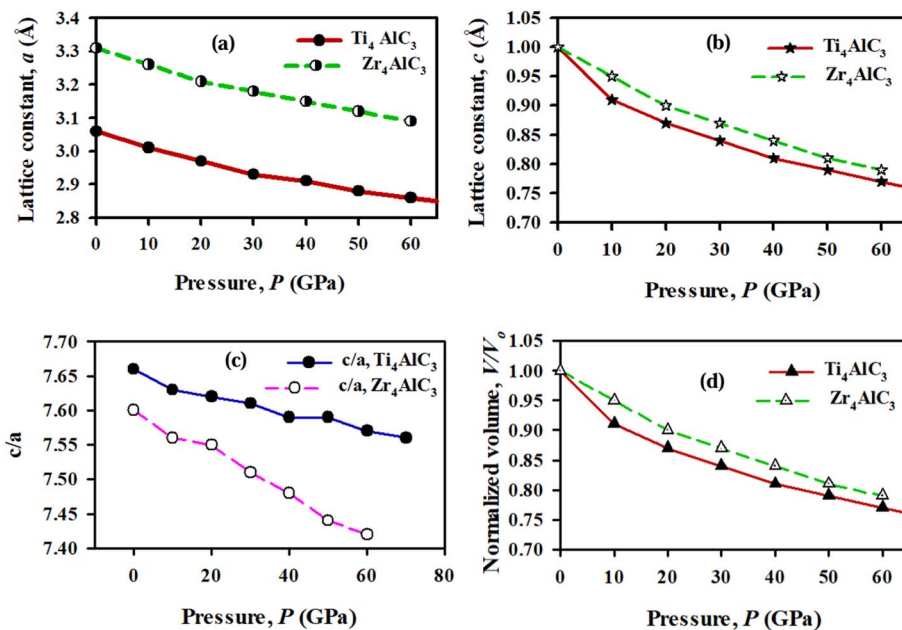 (a)
Ti₄ AlC₃
Zr₄AlC₃
Lattice constant, a (Å)
3.4
3.3
3.2
3.1
3.0
2.9
2.8
0 10 20 30 40 50 60
Pressure, P (GPa)
(b)
Ti₄AlC₃
Zr₄AlC₃
Lattice constant, c (Å)
1.05
1.00
0.95
0.90
0.85
0.80
0.75
0.70
0 10 20 30 40 50 60
Pressure, P (GPa)
(c)
c/a, Ti₄AlC₃
c/a, Zr₄AlC₃
c/a
7.70
7.65
7.60
7.55
7.50
7.45
7.40
0 20 40 60 80
Pressure, P (GPa)
(d)
Ti₄AlC₃
Zr₄AlC₃
Normalized volume, V/Vo
1.05
1.00
0.95
0.90
0.85
0.80
0.75
0.70
0 10 20 30 40 50 60
Pressure, P (GPa)